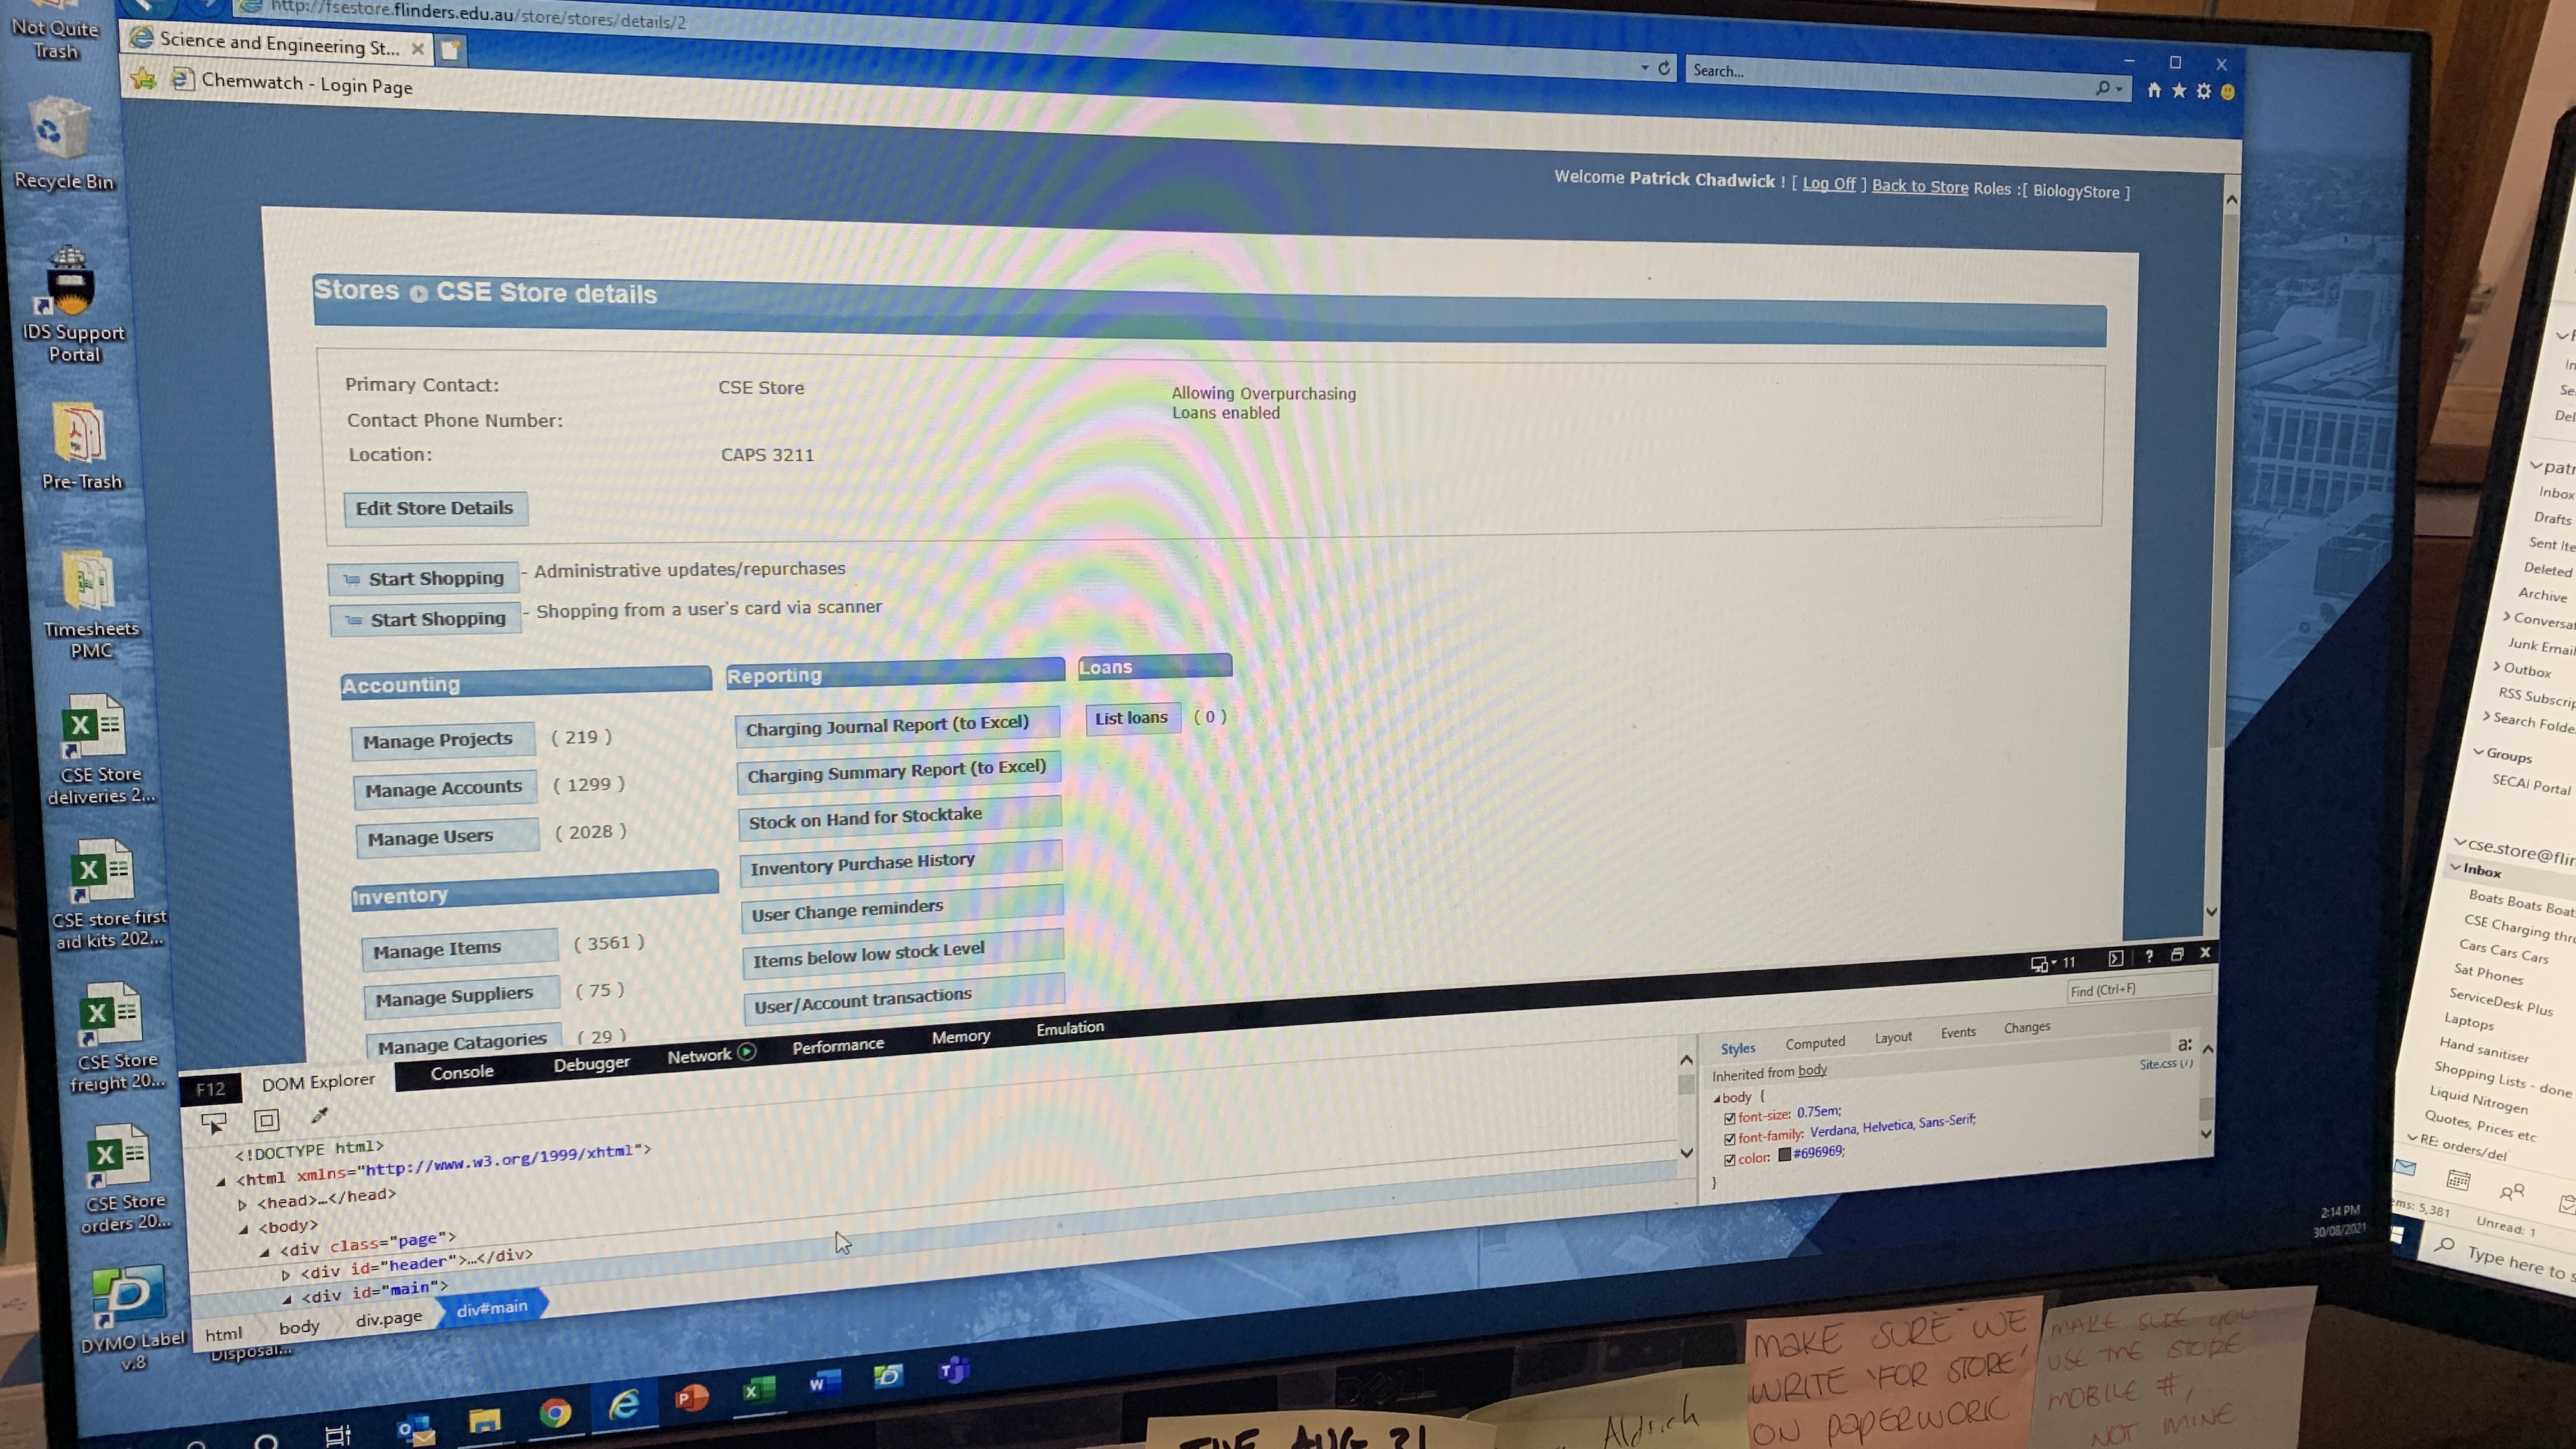 Not Quite
Trash
Recycle Bin
IDS Support
Portal
Pre-Trash
Timesheets
PMC
CSE Store
deliveries 2...
CSE store first
aid kits 202...
CSE Store
freight 20...
CSE Store
orders 20...
DYMO Label
v.8
Disposal...
http://fsestore.flinders.edu.au/store/stores/details/2
Search...
Science and Engineering St...
Chemwatch - Login Page
Welcome Patrick Chadwick ! [ Log Off ] Back to Store Roles :[ BiologyStore ]
Stores CSE Store details
Primary Contact: CSE Store
Allowing Overpurchasing
Loans enabled
Contact Phone Number:
Location: CAPS 3211
Edit Store Details
Start Shopping - Administrative updates/repurchases
Start Shopping - Shopping from a user's card via scanner
Accounting
Manage Projects ( 219 )
Manage Accounts ( 1299 )
Manage Users ( 2028 )
Inventory
Manage Items ( 3561 )
Manage Suppliers ( 75 )
Manage Catagories ( 29 )
Reporting
Charging Journal Report (to Excel)
Charging Summary Report (to Excel)
Stock on Hand for Stocktake
Inventory Purchase History
User Change reminders
Items below low stock Level
User/Account transactions
Loans
List loans ( 0 )
F12 DOM Explorer Console Debugger Network Performance Memory Emulation
11 ?
Find (Ctrl+F)
<!DOCTYPE html>
<html xmlns="http://www.w3.org/1999/xhtml">
<head>...</head>
<body>
<div class="page">
<div id="header">...</div>
<div id="main">
html body div.page div#main
Styles Computed Layout Events Changes
a:
Inherited from body
Site.css (/)
body {
font-size: 0.75em;
font-family: Verdana, Helvetica, Sans-Serif;
color: #696969;
}
2:14 PM
30/08/2021
Inbox
Drafts
Sent Ite
Deleted
Archive
Conversat
Junk Email
Outbox
RSS Subscrip
Search Folde
Groups
SECAI Portal
cse.store@flin
Inbox
Boats Boats Boat
CSE Charging thr
Cars Cars Cars
Sat Phones
ServiceDesk Plus
Laptops
Hand sanitiser
Shopping Lists - done
Liquid Nitrogen
Quotes, Prices etc
RE: orders/del
ems: 5,381 Unread: 1
Type here to s
DELL
TUE AUG 31
Aldrich
MAKE SURE WE
WRITE 'FOR STORE'
ON PAPERWORK
MAKE SURE YOU
USE THE STORE
MOBILE #,
NOT MINE